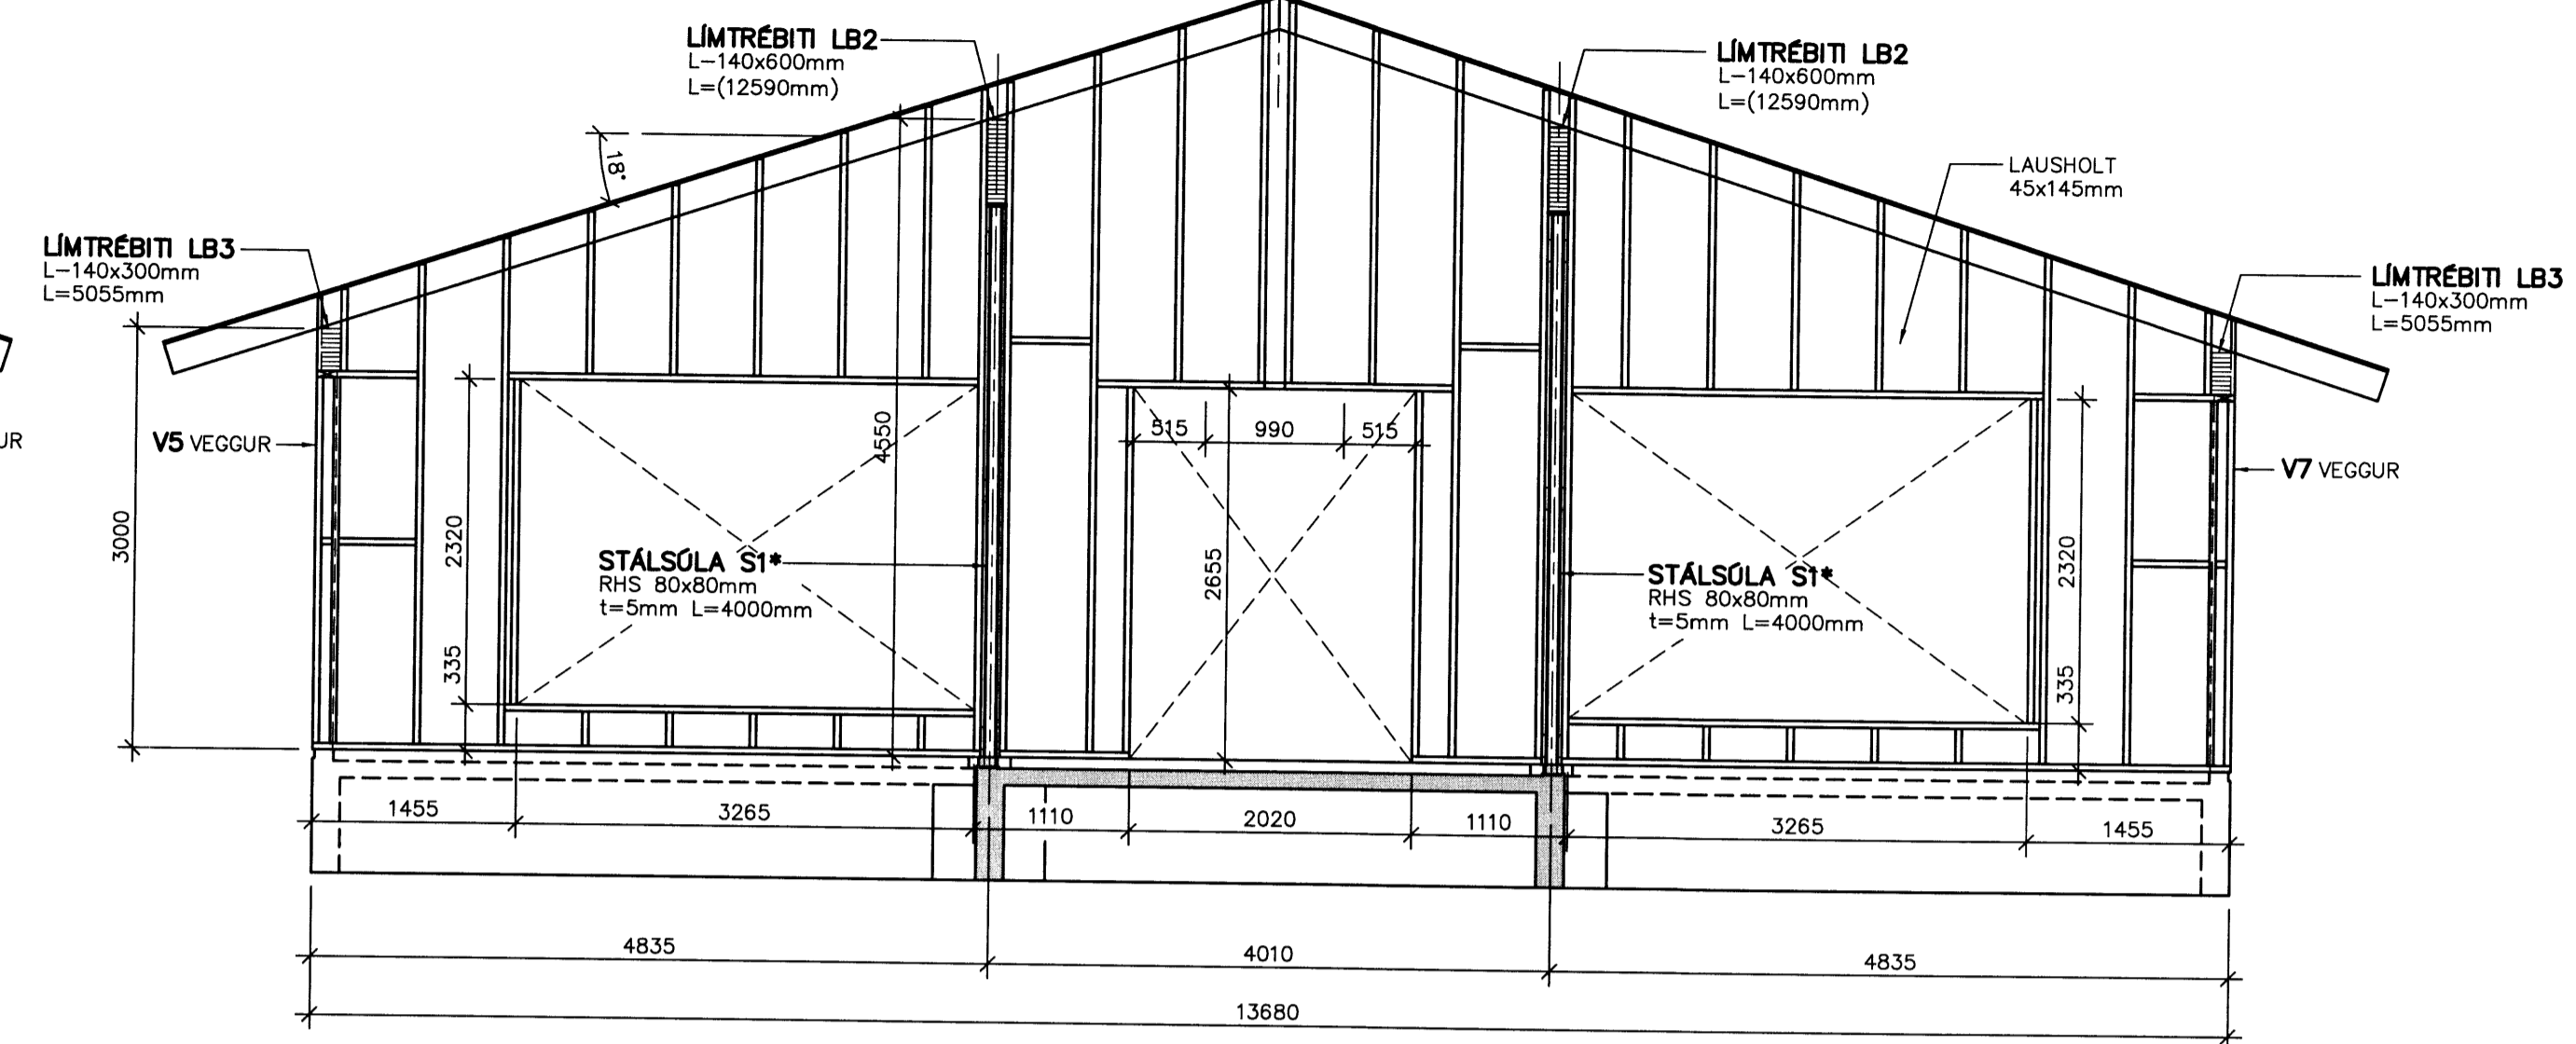 LÍMTRÉBITI LB2
L-140x600mm
L=(12590mm)
LÍMTRÉBITI LB2
L-140x600mm
L=(12590mm)
18°
LAUSHOLT
45x145mm
LÍMTRÉBITI LB3
L-140x300mm
L=5055mm
LÍMTRÉBITI LB3
L-140x300mm
L=5055mm
UR
V5 VEGGUR
V7 VEGGUR
515 990 515
4550
3000
2320
335
2655
2320
335
STÁLSÚLA S1*
RHS 80x80mm
t=5mm L=4000mm
STÁLSÚLA S1*
RHS 80x80mm
t=5mm L=4000mm
1455 3265 1110 2020 1110 3265 1455
4835 4010 4835
13680